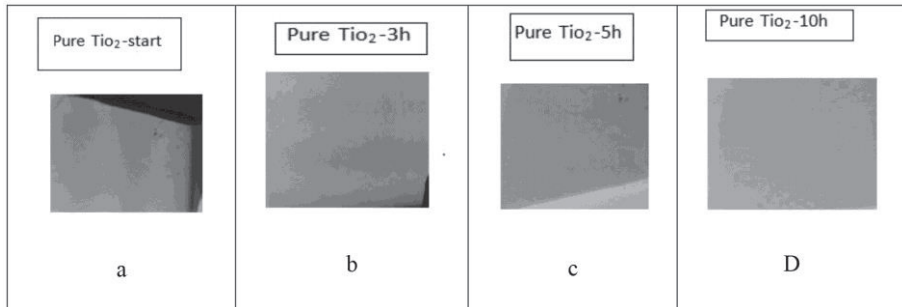 Pure Tio₂-start
Pure Tio₂-3h
Pure Tio₂-5h
Pure Tio₂-10h
a
b
c
D